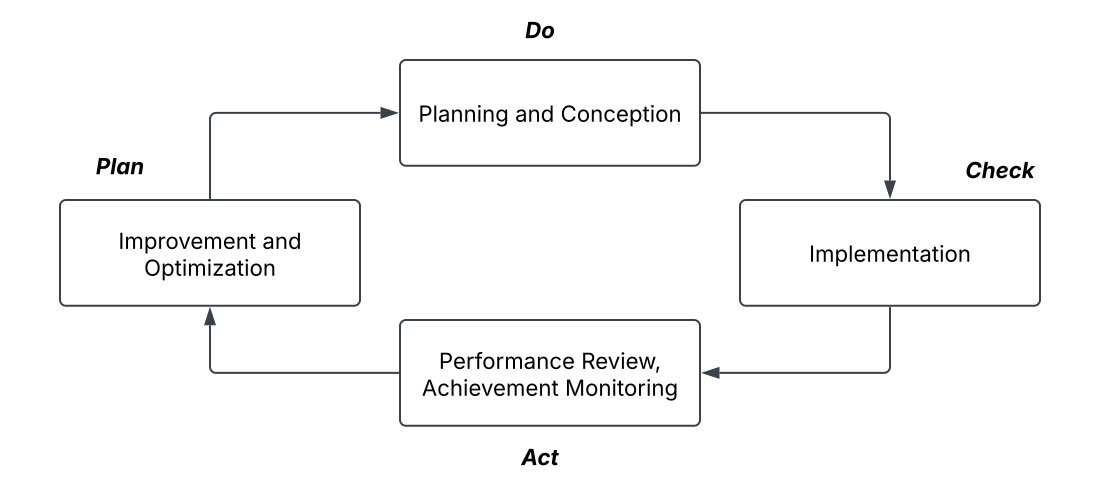 Do
Planning and Conception
Plan
Check
Improvement and
Optimization
Implementation
Performance Review,
Achievement Monitoring
Act